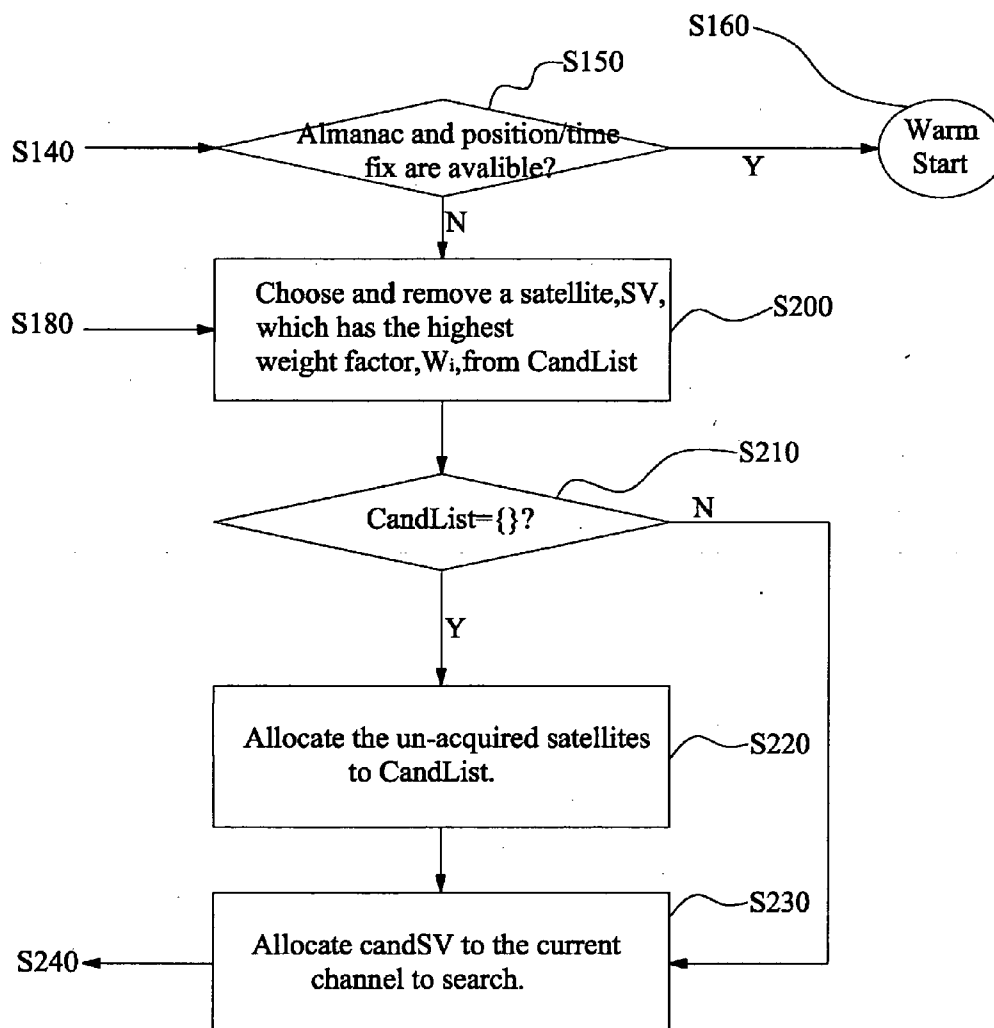 S160
S150
Warm
Start
S140
Almanac and position/time
fix are avalible?
Y
N
Choose and remove a satellite,SV,
which has the highest
weight factor,Wi,from CandList
S180
S200
S210
CandList={}?
N
Y
Allocate the un-acquired satellites
to CandList.
S220
S230
Allocate candSV to the current
channel to search.
S240